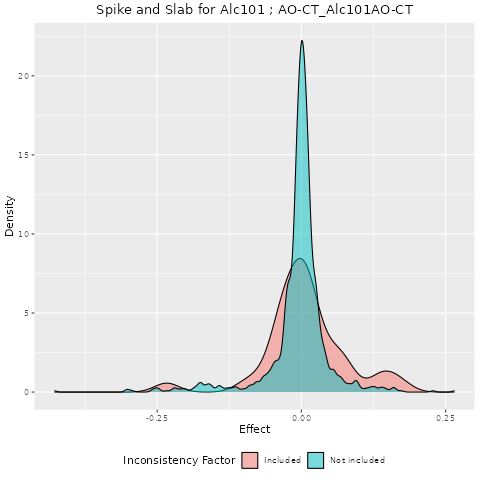 Spike and Slab for Alc101 ; AO-CT_Alc101AO-CT
Density
20
15
10
5
0
-0.25 0.00 0.25
Effect
Inconsistency Factor Included Not included